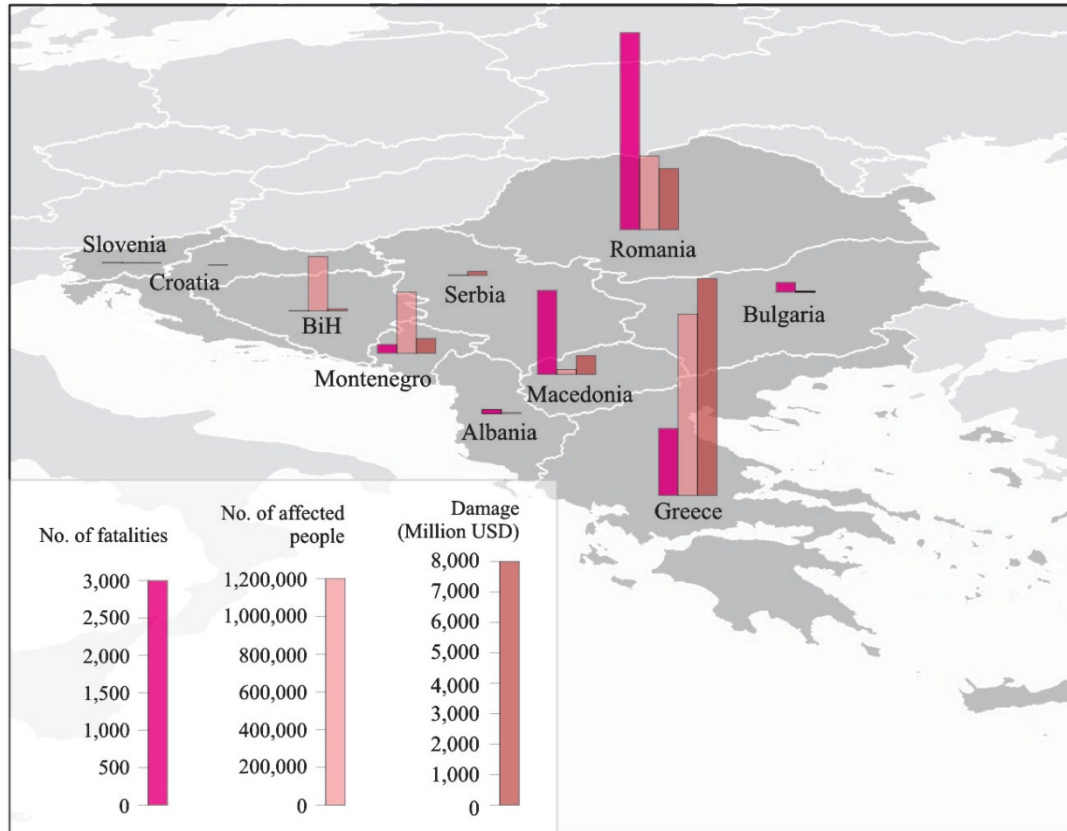 Romania
Slovenia
Croatia
Serbia
BiH
Bulgaria
Montenegro
Macedonia
Albania
Greece
No. of fatalities
3,000
2,500
2,000
1,500
1,000
500
0
No. of affected
people
1,200,000
1,000,000
800,000
600,000
400,000
200,000
0
Damage
(Million USD)
8,000
7,000
6,000
5,000
4,000
3,000
2,000
1,000
0